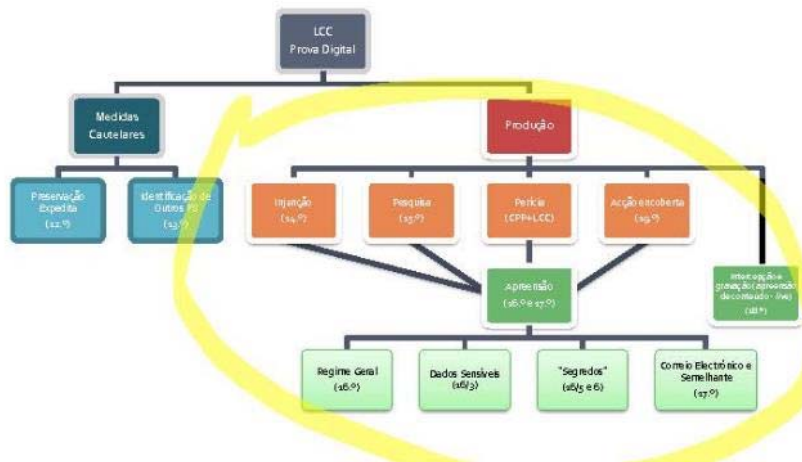 LCC
Prova Digital
Medidas
Cautelares
Produção
Preservação
Expedita
(12.º)
Identificação de
Outros FS
(13.º)
Injunção
(14.º)
Pesquisa
(15.º)
Perícia
(CPP+LCC)
Acção encoberta
(19.º)
Apreensão
(16.º e 17.º)
Intercepção e
gravação (apreensão
de conteúdo - live)
(18.º)
Regime Geral
(16.º)
Dados Sensíveis
(16/3)
"Segredos"
(16/5 e 6)
Correio Electrónico e
Semelhante
(17.º)